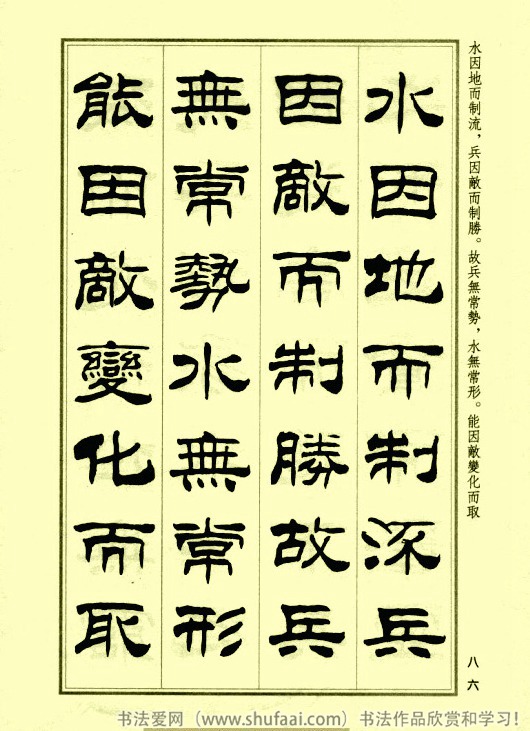 水因地而制流兵
因敵而制勝故兵
無常勢水無常形
能因敵變化而取
水因地而制流，兵因敵而制勝。故兵無常勢，水無常形。能因敵變化而取
八六
书法爱网（www.shufaai.com）书法作品欣赏和学习！